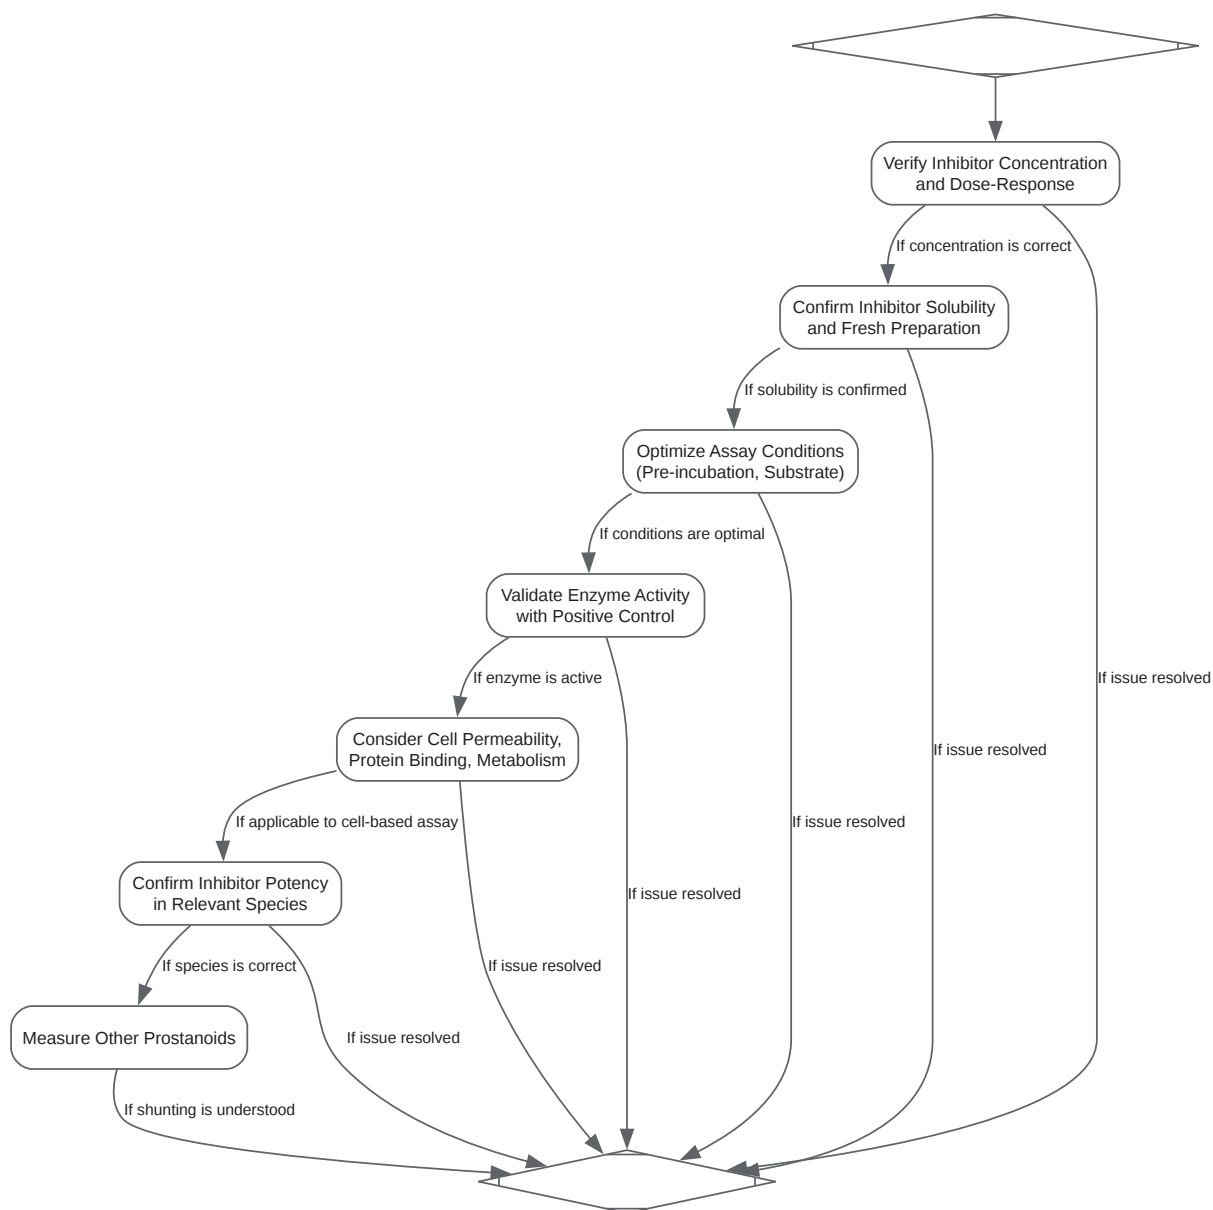 Verify Inhibitor Concentration
and Dose-Response
If concentration is correct
Confirm Inhibitor Solubility
and Fresh Preparation
If solubility is confirmed
Optimize Assay Conditions
(Pre-incubation, Substrate)
If conditions are optimal
Validate Enzyme Activity
with Positive Control
If enzyme is active
If issue resolved
Consider Cell Permeability,
Protein Binding, Metabolism
If issue resolved
If applicable to cell-based assay
If issue resolved
Confirm Inhibitor Potency
in Relevant Species
If issue resolved
If species is correct
If issue resolved
Measure Other Prostanoids
If issue resolved
If shunting is understood